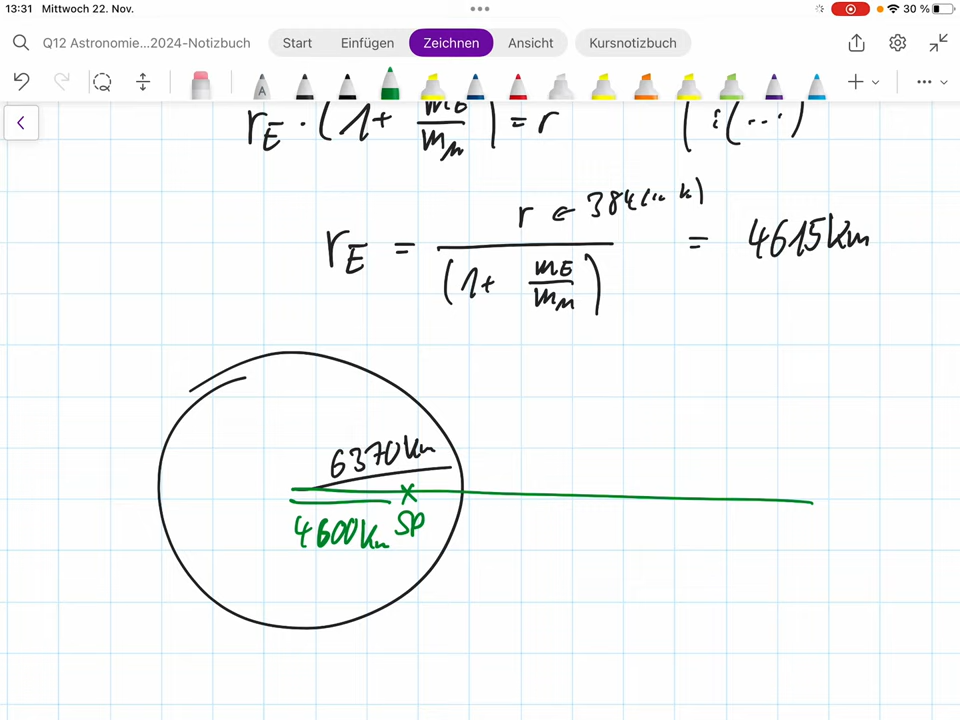 13:31 Mittwoch 22. Nov. 30 %
Q12 Astronomie...2024-Notizbuch Start Einfügen Zeichnen Ansicht Kursnotizbuch
r_E · (1 + m_E/m_M) = r | :(...)
r ← 384
r_E = r/(1 + m_E/m_M) = 4615km
6370km
4600km SP